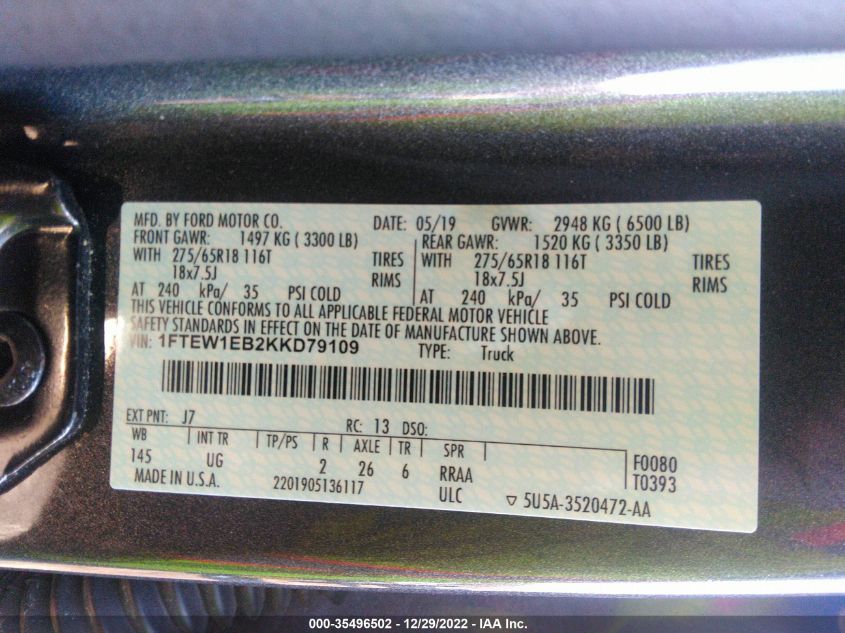 MFD. BY FORD MOTOR CO. DATE: 05/19 GVWR: 2948 KG ( 6500 LB)
FRONT GAWR: 1497 KG ( 3300 LB) REAR GAWR: 1520 KG ( 3350 LB)
WITH 275/65R18 116T TIRES WITH 275/65R18 116T TIRES
18x7.5J RIMS 18x7.5J RIMS
AT 240 kPa/ 35 PSI COLD AT 240 kPa/ 35 PSI COLD
THIS VEHICLE CONFORMS TO ALL APPLICABLE FEDERAL MOTOR VEHICLE
SAFETY STANDARDS IN EFFECT ON THE DATE OF MANUFACTURE SHOWN ABOVE.
VIN: 1FTEW1EB2KKD79109 TYPE: Truck
EXT PNT: J7 RC: 13 DSO:
WB INT TR TP/PS R AXLE TR SPR
145 UG 2 26 6 RRAA F0080
MADE IN U.S.A. 2201905136117 ULC T0393
▽ 5U5A-3520472-AA
000-35496502 - 12/29/2022 - IAA Inc.